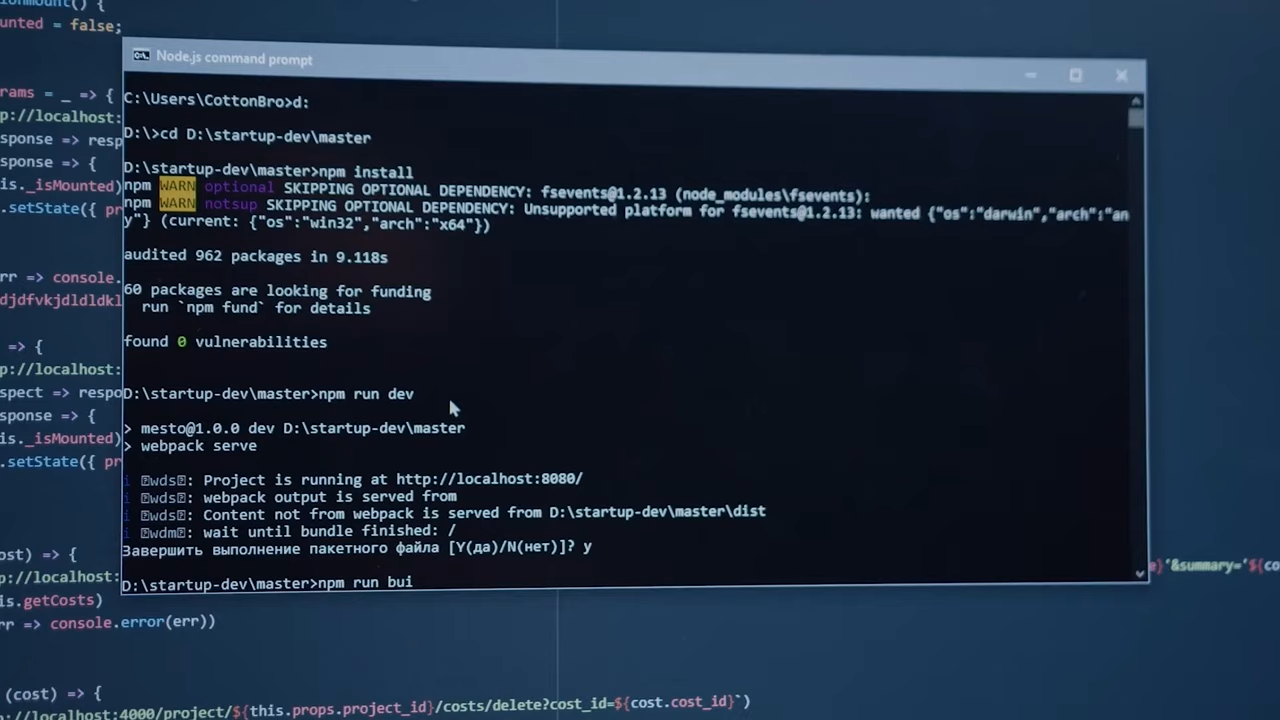 ionmount() {
unted = false;
rams = _ => {
p://localhost:
sponse => resp
sponse => {
is._isMounted)
.setState({ pr
rr => console.
djdfvkjdldldkl
=> {
p://localhost:
spect => respo
sponse => {
is._isMounted)
.setState({ pr
ost) => {
p://localhost:
is.getCosts)
rr => console.error(err))
(cost) => {
p://localhost:4000/project/${this.props.project_id}/costs/delete?cost_id=${cost.cost_id}`)
Node.js command prompt
C:\Users\CottonBro>d:
D:\>cd D:\startup-dev\master
D:\startup-dev\master>npm install
npm WARN optional SKIPPING OPTIONAL DEPENDENCY: fsevents@1.2.13 (node_modules\fsevents):
npm WARN notsup SKIPPING OPTIONAL DEPENDENCY: Unsupported platform for fsevents@1.2.13: wanted {"os":"darwin","arch":"an
y"} (current: {"os":"win32","arch":"x64"})
audited 962 packages in 9.118s
60 packages are looking for funding
run `npm fund` for details
found 0 vulnerabilities
D:\startup-dev\master>npm run dev
> mesto@1.0.0 dev D:\startup-dev\master
> webpack serve
i ｢wds｣: Project is running at http://localhost:8080/
i ｢wds｣: webpack output is served from
i ｢wds｣: Content not from webpack is served from D:\startup-dev\master\dist
i ｢wdm｣: wait until bundle finished: /
Завершить выполнение пакетного файла [Y(да)/N(нет)]? y
D:\startup-dev\master>npm run bui
e}'&summary='${co